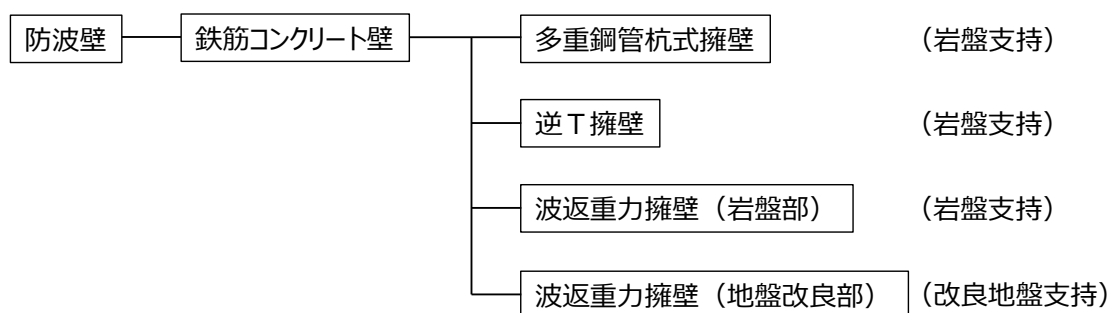 防波壁 鉄筋コンクリート壁 多重鋼管杭式擁壁 （岩盤支持）
逆Ｔ擁壁 （岩盤支持）
波返重力擁壁（岩盤部） （岩盤支持）
波返重力擁壁（地盤改良部） （改良地盤支持）